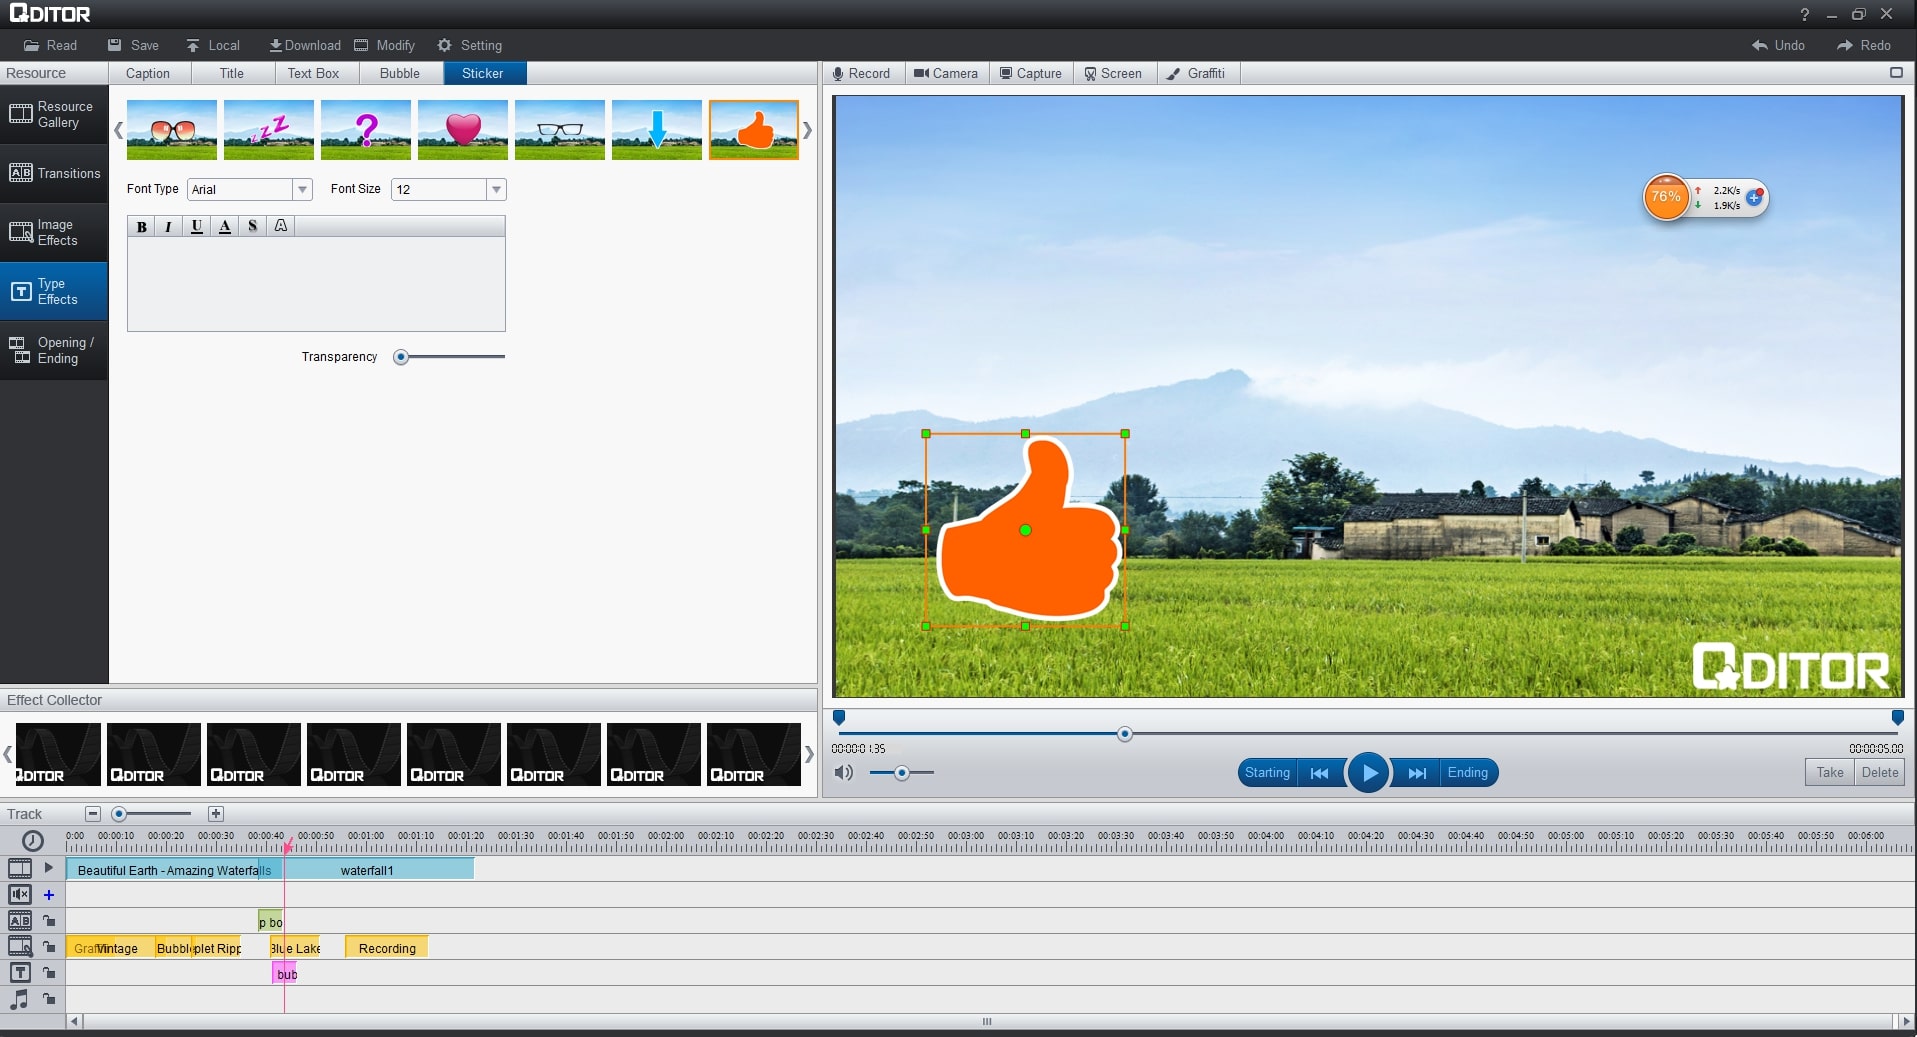 QDITOR
Read Save Local Download Modify Setting Undo Redo
Resource Caption Title Text Box Bubble Sticker Record Camera Capture Screen Graffiti
Resource
Gallery
Transitions
Image
Effects
Type
Effects
Opening /
Ending
zzz ?
Font Type Arial Font Size 12
B I U A S A
Transparency
76% 2.2K/s
1.9K/s
QDITOR
Effect Collector
QDITOR QDITOR QDITOR QDITOR QDITOR QDITOR QDITOR QDITOR
00:00:01.35 00:00:05.00
Starting Ending Take Delete
Track
0:00 00:00:10 00:00:20 00:00:30 00:00:40 00:00:50 00:01:00 00:01:10 00:01:20 00:01:30 00:01:40 00:01:50 00:02:00 00:02:10 00:02:20 00:02:30 00:02:40 00:02:50 00:03:00 00:03:10 00:03:20 00:03:30 00:03:40 00:03:50 00:04:00 00:04:10 00:04:20 00:04:30 00:04:40 00:04:50 00:05:00 00:05:10 00:05:20 00:05:30 00:05:40 00:05:50 00:06:00
Beautiful Earth - Amazing Waterfalls waterfall1
AB p bo
Vintage Bubble plet Ripp Blue Lake Recording
T bub